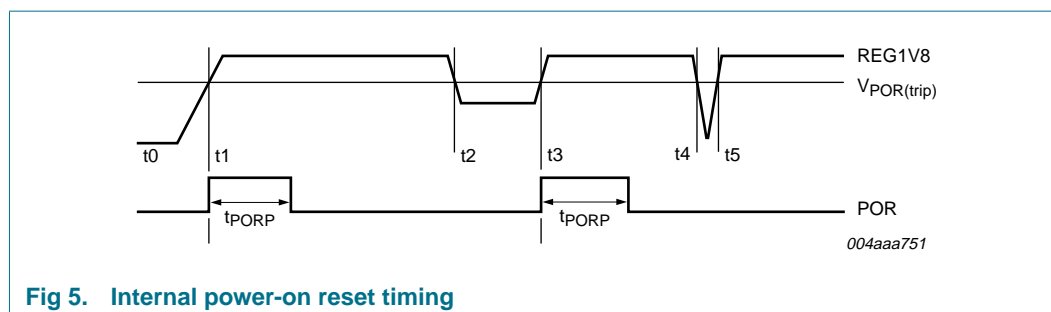 REG1V8
VPOR(trip)
t0 t1 t2 t3 t4 t5
POR
tPORP tPORP
004aaa751
Fig 5. Internal power-on reset timing